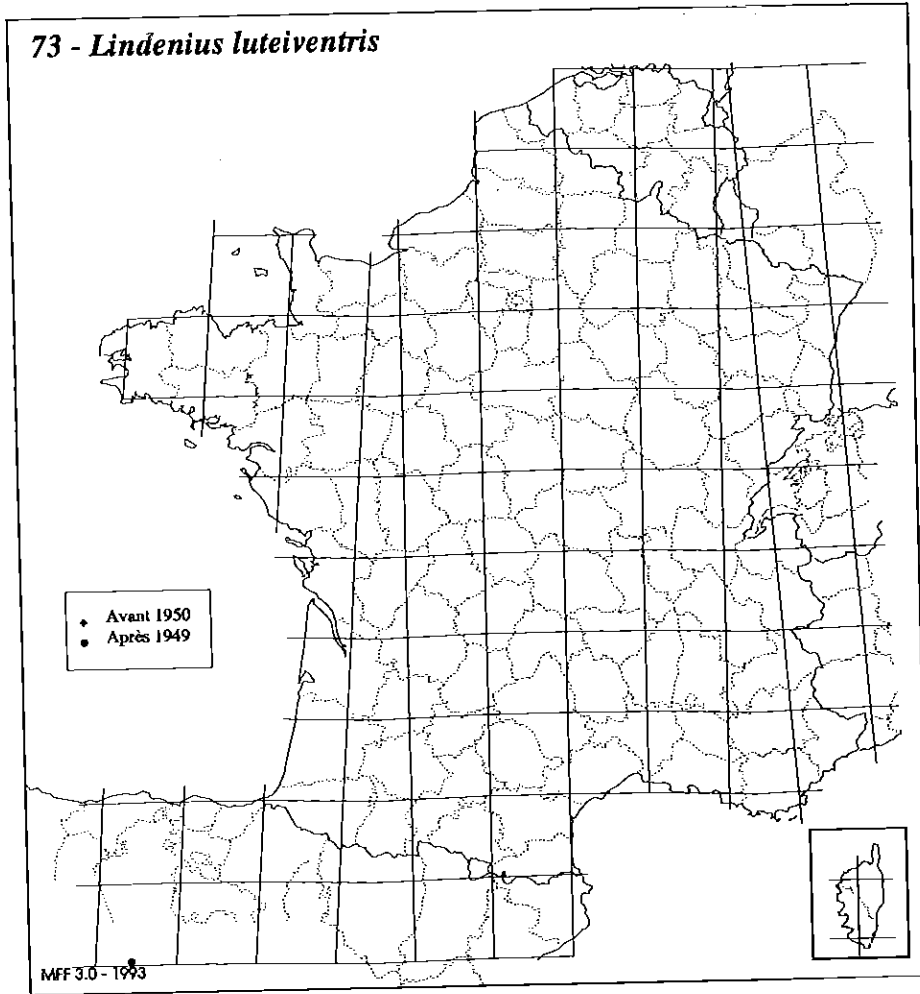 73 - Lindenius luteiventris
+ Avant 1950
● Après 1949
MFF 3.0 - 1993